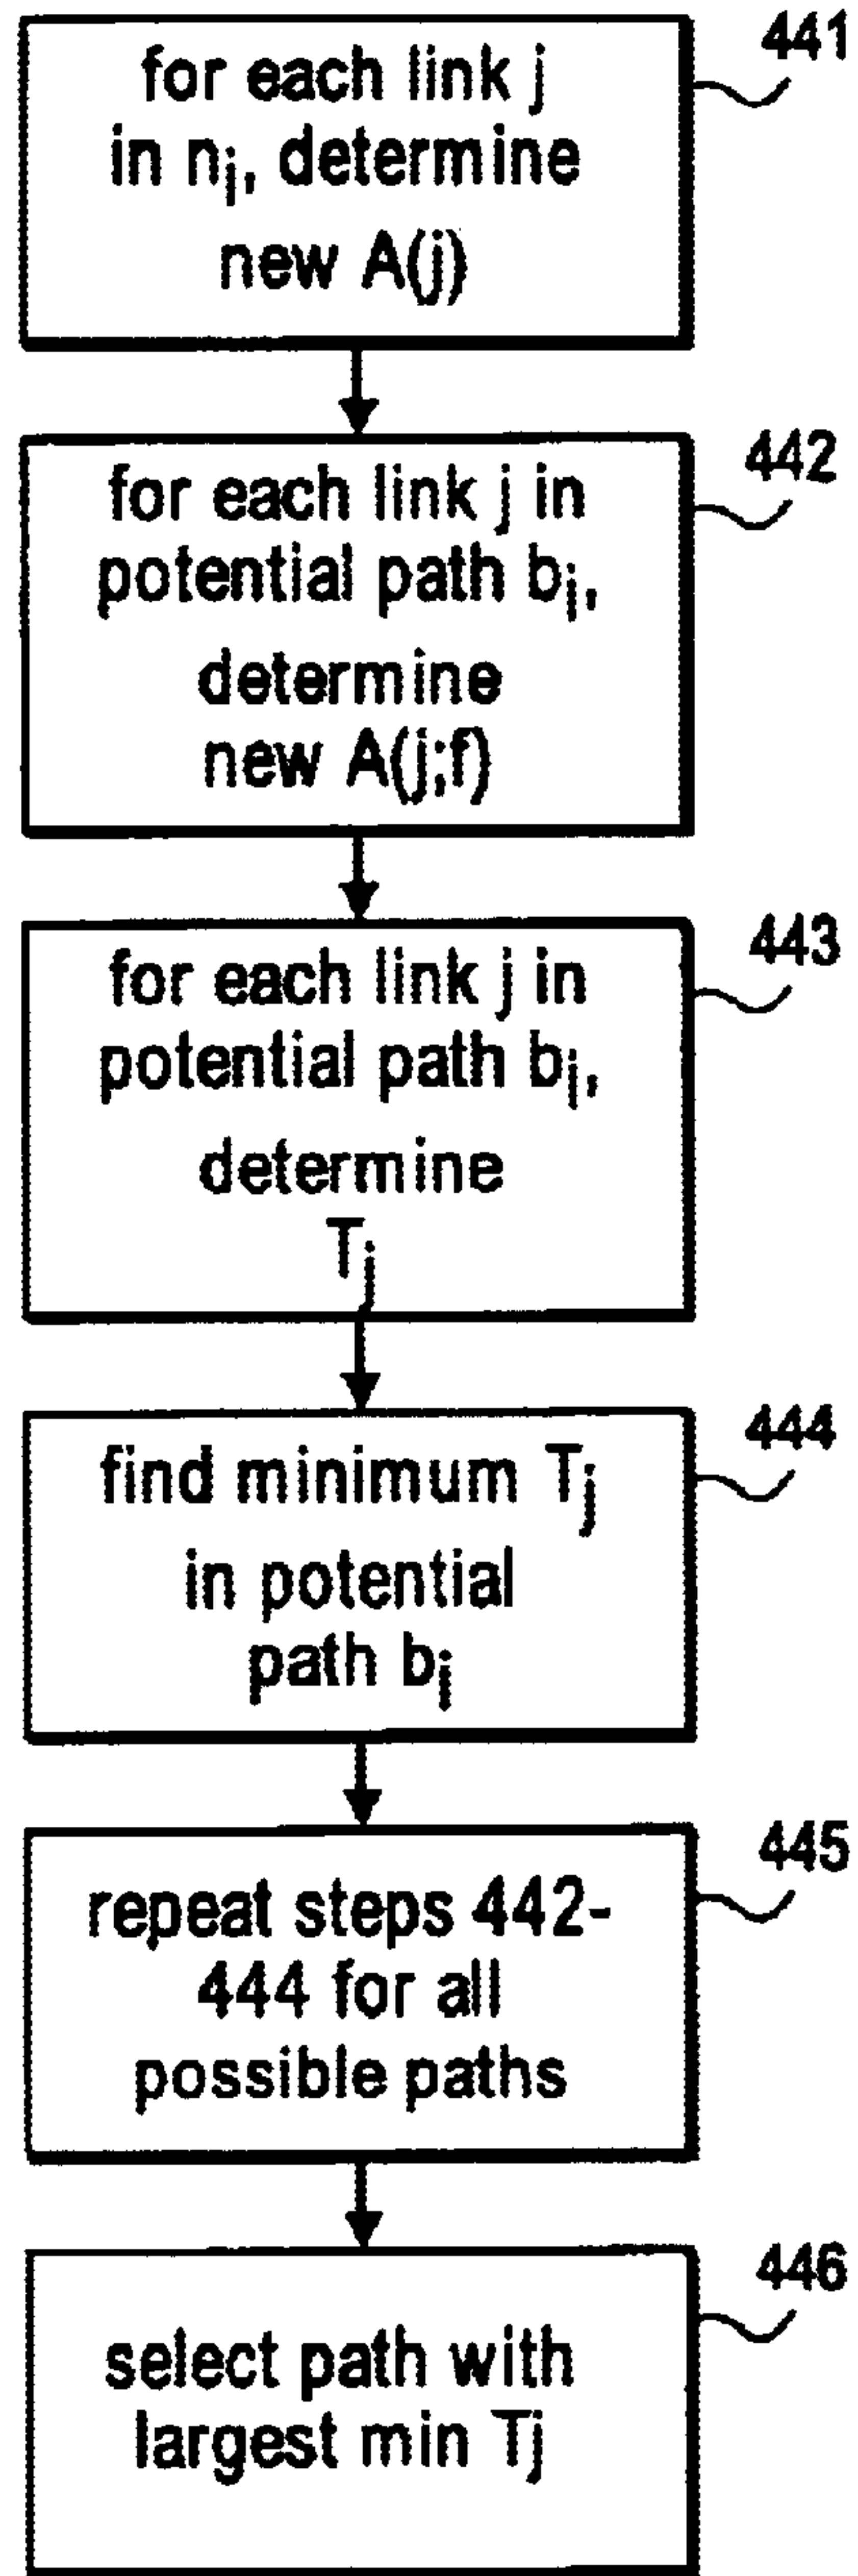 441
for each link j
in ni, determine
new A(j)
442
for each link j in
potential path bi,
determine
new A(j;f)
443
for each link j in
potential path bi,
determine
Tj
444
find minimum Tj
in potential
path bi
445
repeat steps 442-
444 for all
possible paths
446
select path with
largest min Tj